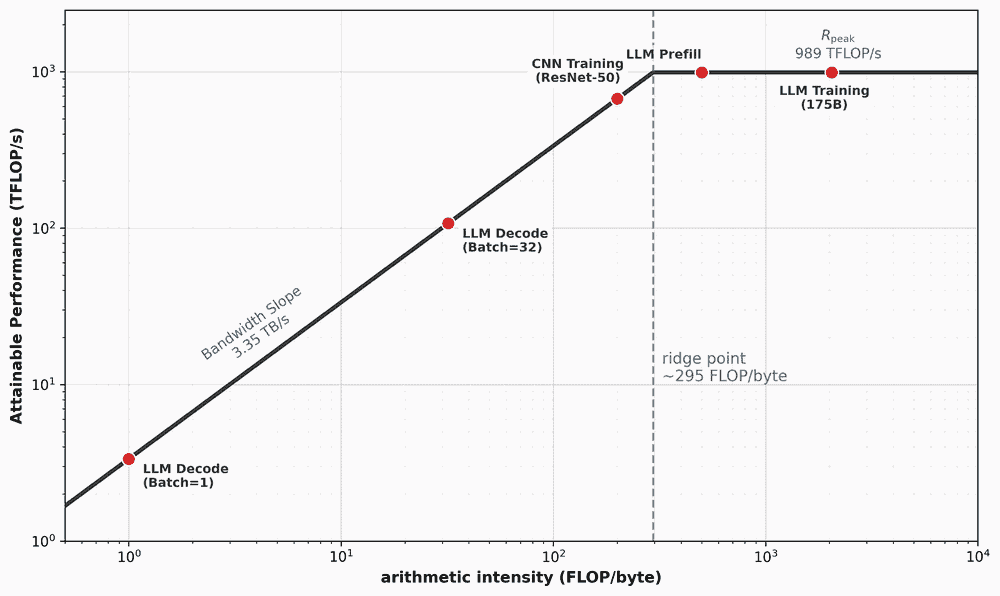 R_peak
989 TFLOP/s
LLM Prefill
CNN Training
(ResNet-50)
LLM Training
(175B)
LLM Decode
(Batch=32)
Bandwidth Slope
3.35 TB/s
ridge point
~295 FLOP/byte
LLM Decode
(Batch=1)
Attainable Performance (TFLOP/s)
10³
10²
10¹
10⁰
10⁰ 10¹ 10² 10³ 10⁴
arithmetic intensity (FLOP/byte)